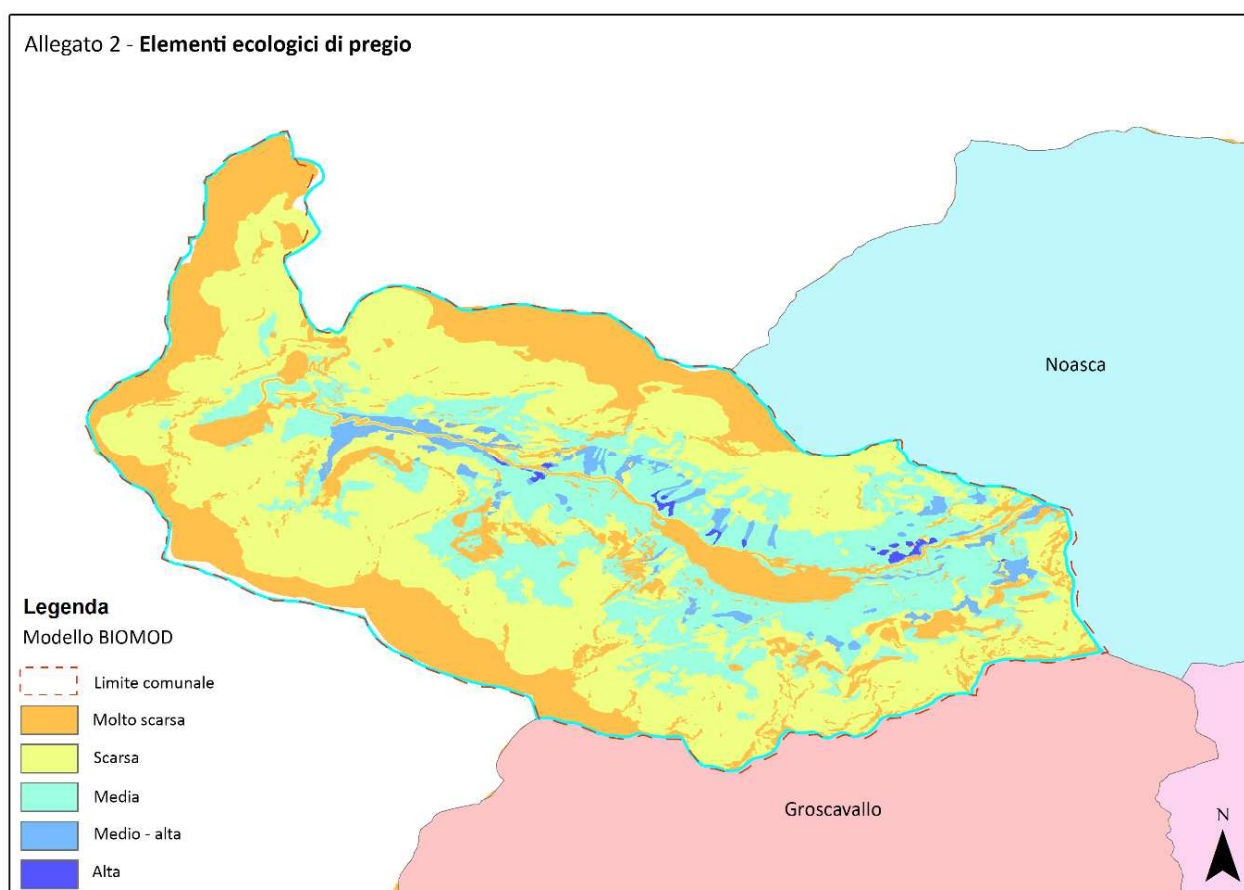 Allegato 2 - Elementi ecologici di pregio
Noasca
Groscavallo
Legenda
Modello BIOMOD
Limite comunale
Molto scarsa
Scarsa
Media
Medio - alta
Alta
N